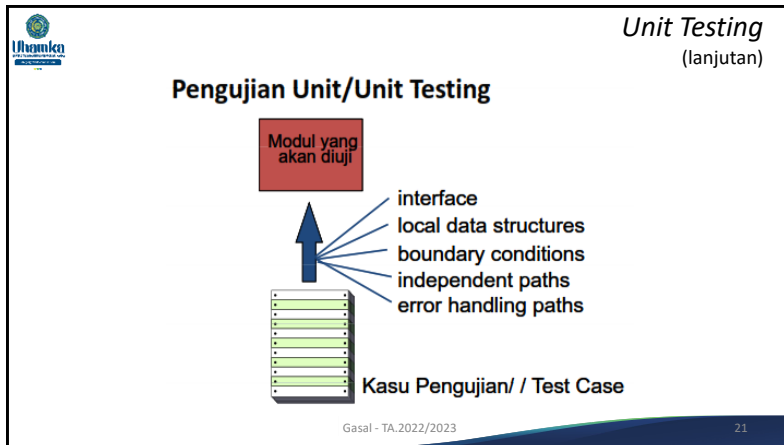 Uhamka
Unit Testing
(lanjutan)
Pengujian Unit/Unit Testing
Modul yang
akan diuji
interface
local data structures
boundary conditions
independent paths
error handling paths
Kasu Pengujian/ / Test Case
Gasal - TA.2022/2023
21